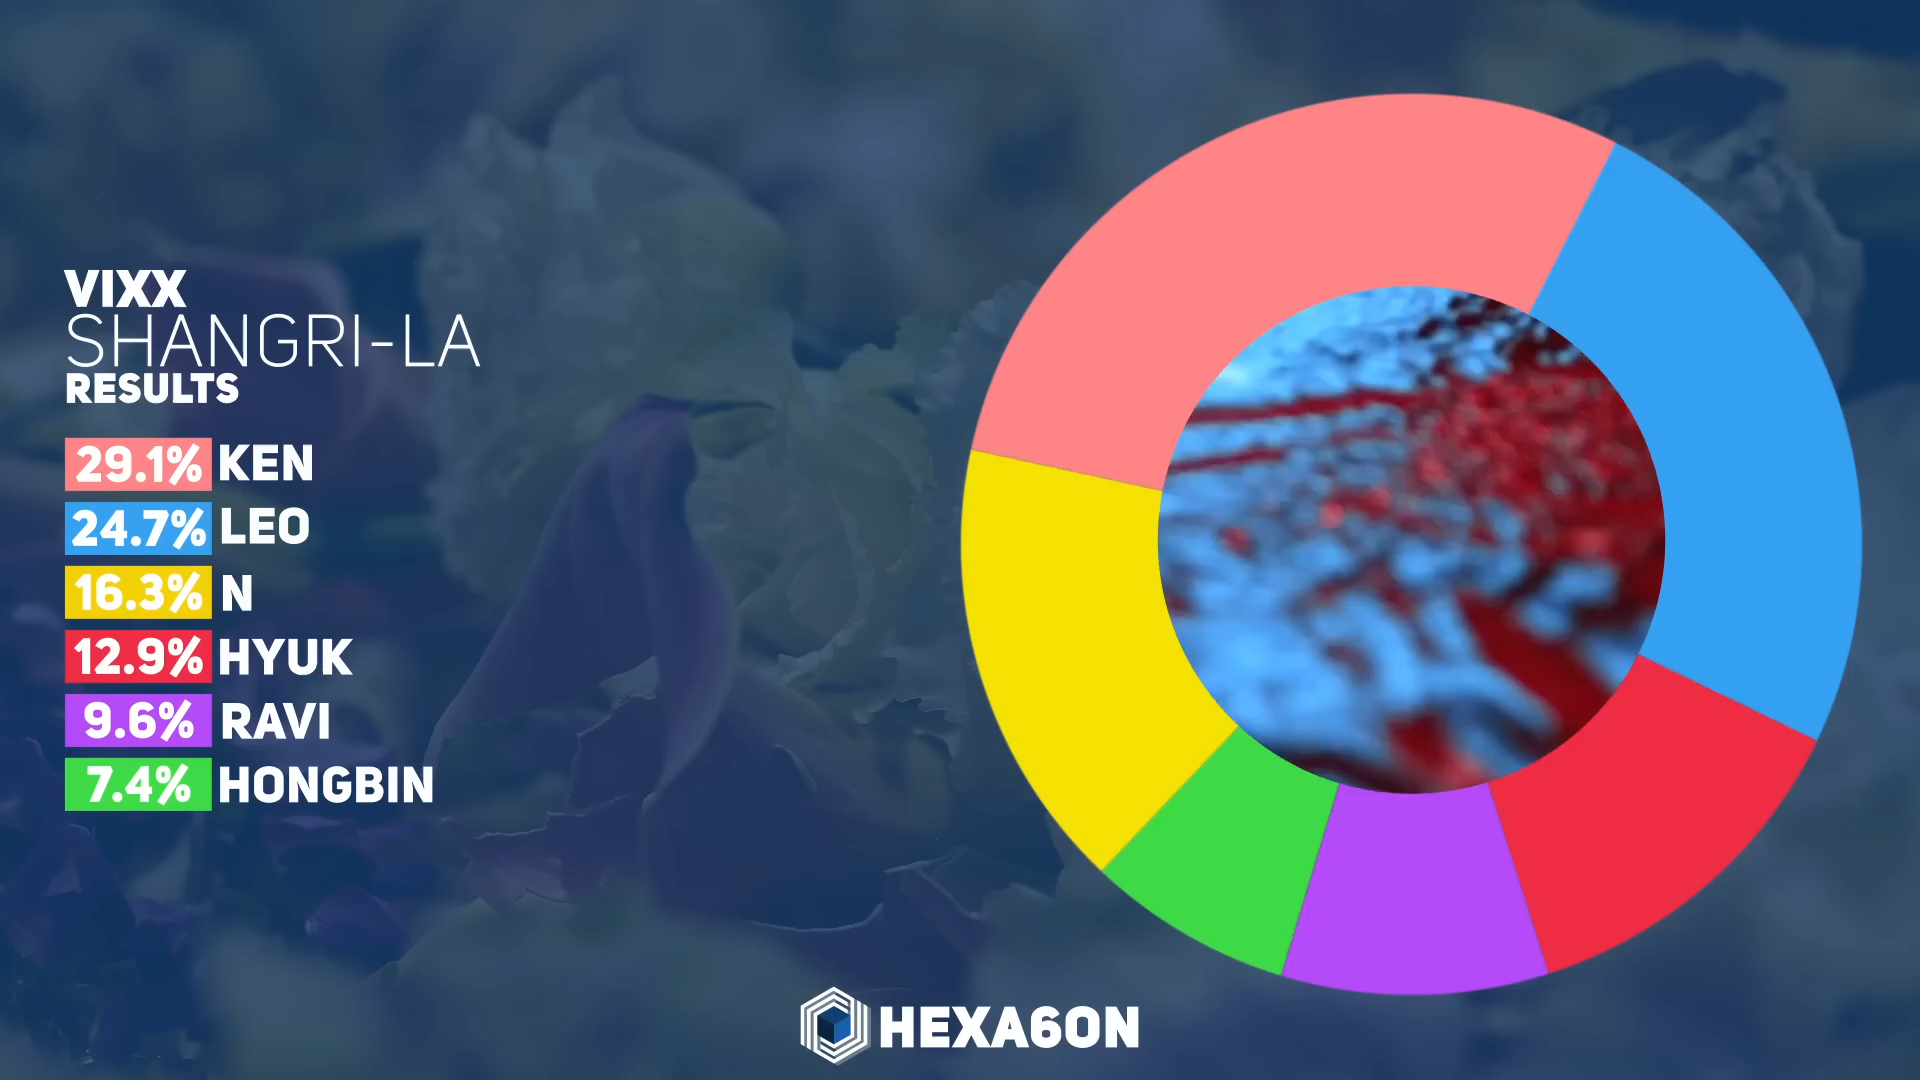 VIXX
SHANGRI-LA
RESULTS
29.1% KEN
24.7% LEO
16.3% N
12.9% HYUK
9.6% RAVI
7.4% HONGBIN
HEXA6ON